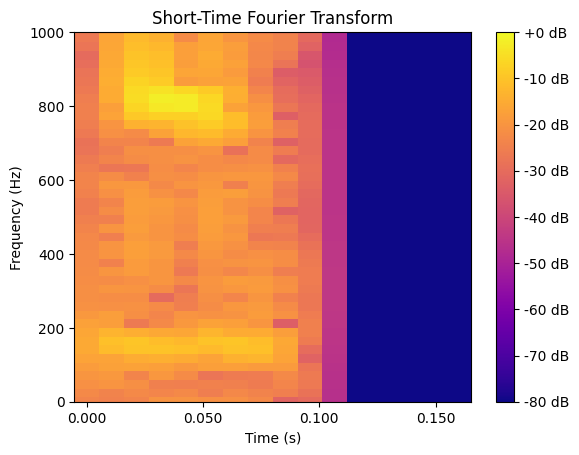 Short-Time Fourier Transform
Frequency (Hz)
1000
800
600
400
200
0
0.000
0.050
0.100
0.150
Time (s)
+0 dB
-10 dB
-20 dB
-30 dB
-40 dB
-50 dB
-60 dB
-70 dB
-80 dB